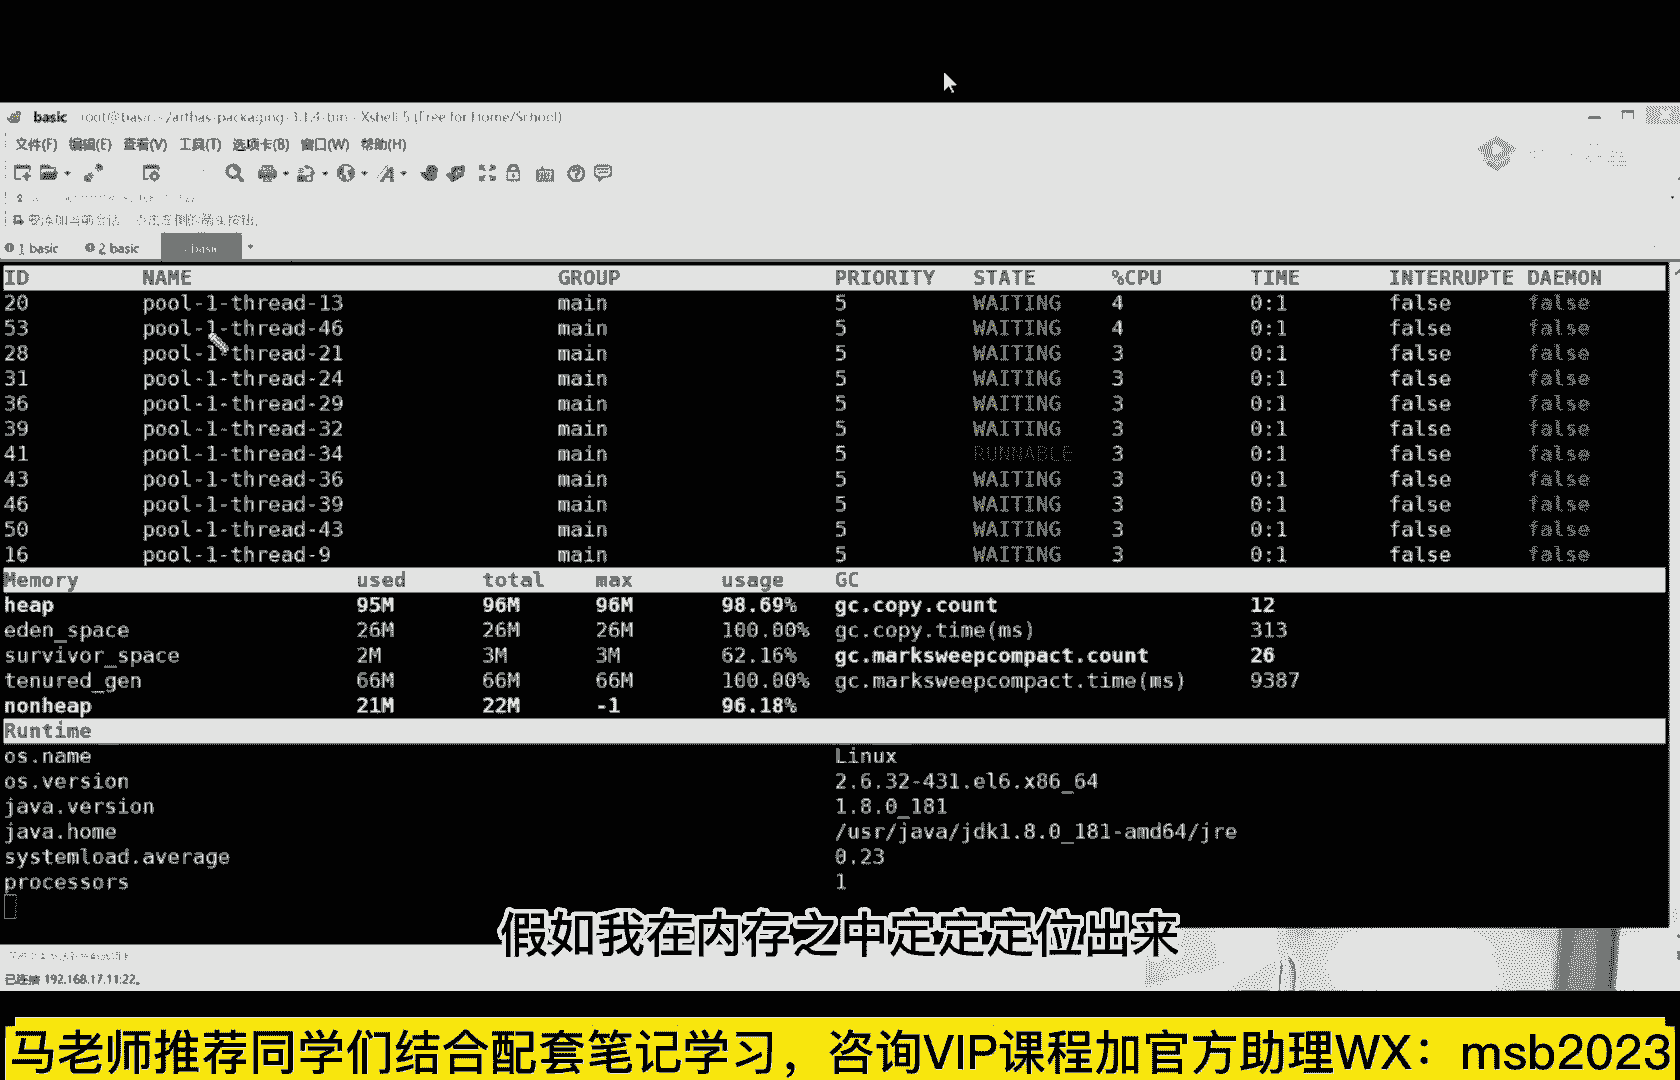 basic root@basic:~/arthas-packaging-3.1.4-bin - Xshell 5 (Free for Home/School)
文件(F) 编辑(E) 查看(V) 工具(T) 选项卡(B) 窗口(W) 帮助(H)
1 basic 2 basic basic
ID NAME GROUP PRIORITY STATE %CPU TIME INTERRUPTE DAEMON
20 pool-1-thread-13 main 5 WAITING 4 0:1 false false
53 pool-1-thread-46 main 5 WAITING 4 0:1 false false
28 pool-1-thread-21 main 5 WAITING 3 0:1 false false
31 pool-1-thread-24 main 5 WAITING 3 0:1 false false
36 pool-1-thread-29 main 5 WAITING 3 0:1 false false
39 pool-1-thread-32 main 5 WAITING 3 0:1 false false
41 pool-1-thread-34 main 5 RUNNABLE 3 0:1 false false
43 pool-1-thread-36 main 5 WAITING 3 0:1 false false
46 pool-1-thread-39 main 5 WAITING 3 0:1 false false
50 pool-1-thread-43 main 5 WAITING 3 0:1 false false
16 pool-1-thread-9 main 5 WAITING 3 0:1 false false
Memory used total max usage GC
heap 95M 96M 96M 98.69% gc.copy.count 12
eden_space 26M 26M 26M 100.00% gc.copy.time(ms) 313
survivor_space 2M 3M 3M 62.16% gc.marksweepcompact.count 26
tenured_gen 66M 66M 66M 100.00% gc.marksweepcompact.time(ms) 9387
nonheap 21M 22M -1 96.18%
Runtime
os.name Linux
os.version 2.6.32-431.el6.x86_64
java.version 1.8.0_181
java.home /usr/java/jdk1.8.0_181-amd64/jre
systemload.average 0.23
processors 1
假如我在内存之中定定定位出来
已连接 192.168.17.11:22。
马老师推荐同学们结合配套笔记学习，咨询VIP课程加官方助理WX：msb2023